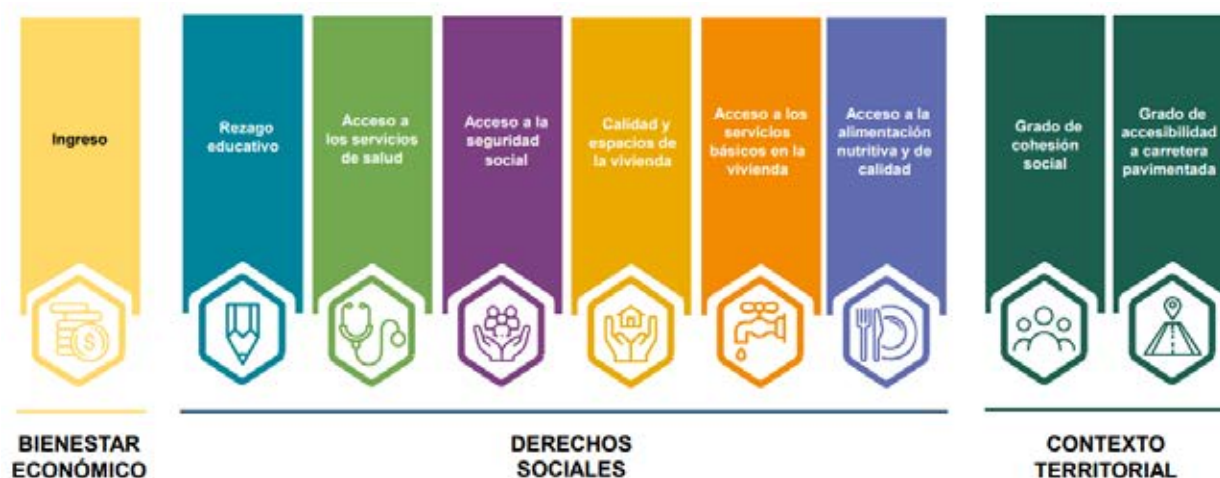 Ingreso
Rezago
educativo
Acceso a
los servicios
de salud
Acceso a la
seguridad
social
Calidad y
espacios de
la vivienda
Acceso a los
servicios
básicos en la
vivienda
Acceso a la
alimentación
nutritiva y de
calidad
Grado de
cohesión
social
Grado de
accesibilidad
a carretera
pavimentada
$
BIENESTAR
ECONÓMICO
DERECHOS
SOCIALES
CONTEXTO
TERRITORIAL